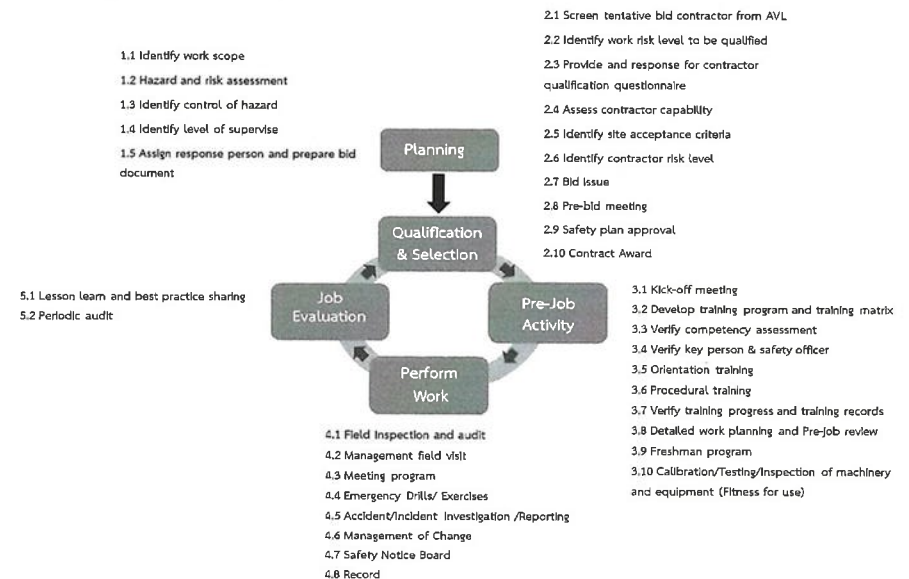 1.1 Identify work scope
1.2 Hazard and risk assessment
1.3 Identify control of hazard
1.4 Identify level of supervise
1.5 Assign response person and prepare bid
document
Planning
2.1 Screen tentative bid contractor from AVL
2.2 Identify work risk level to be qualified
2.3 Provide and response for contractor
qualification questionnaire
2.4 Assess contractor capability
2.5 Identify site acceptance criteria
2.6 Identify contractor risk level
2.7 Bid issue
2.8 Pre-bid meeting
2.9 Safety plan approval
2.10 Contract Award
Qualification
& Selection
Pre-Job
Activity
3.1 Kick-off meeting
3.2 Develop training program and training matrix
3.3 Verify competency assessment
3.4 Verify key person & safety officer
3.5 Orientation training
3.6 Procedural training
3.7 Verify training progress and training records
3.8 Detailed work planning and Pre-job review
3.9 Freshman program
3.10 Calibration/Testing/Inspection of machinery
and equipment (Fitness for use)
Perform
Work
4.1 Field Inspection and audit
4.2 Management field visit
4.3 Meeting program
4.4 Emergency Drills/ Exercises
4.5 Accident/Incident Investigation /Reporting
4.6 Management of Change
4.7 Safety Notice Board
4.8 Record
Job
Evaluation
5.1 Lesson learn and best practice sharing
5.2 Periodic audit